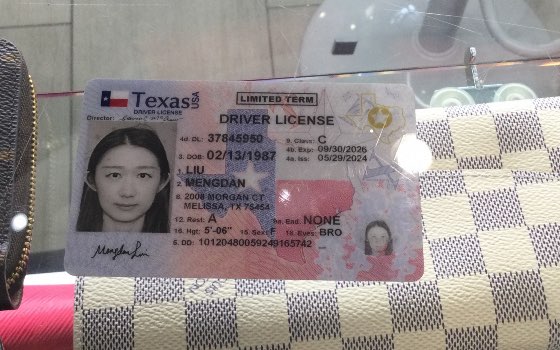 Texas USA
DRIVER LICENSE
Director:
LIMITED TERM
DRIVER LICENSE
4d. DL: 37845950 9. Class: C
4b. Exp: 09/30/2026
3. DOB: 02/13/1987 4a. Iss: 05/29/2024
1. LIU
2. MENGDAN
8. 2008 MORGAN CT
MELISSA, TX 75454
12. Rest: A 9a. End: NONE
16. Hgt: 5'-06" 15. Sex: F 18. Eyes: BRO
5. DD: 10120480059249165742
Mengdan Liu